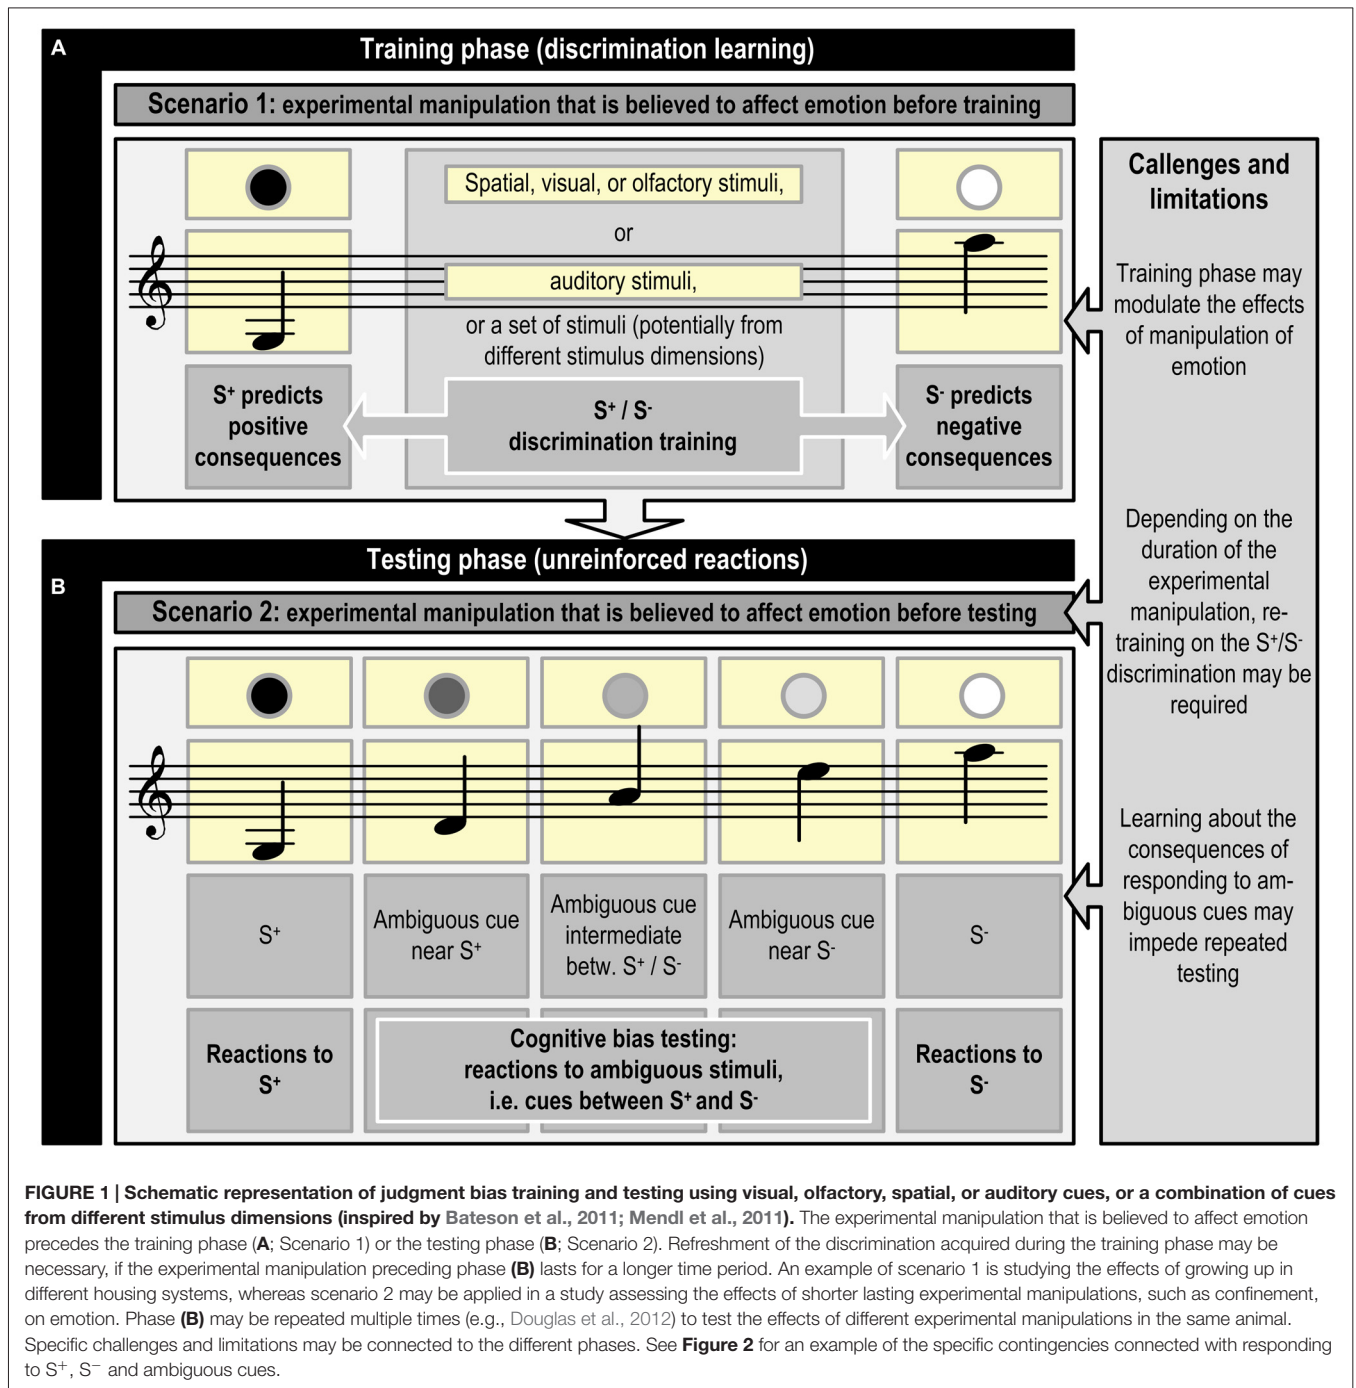 A
Training phase (discrimination learning)
Scenario 1: experimental manipulation that is believed to affect emotion before training
Spatial, visual, or olfactory stimuli,
or
auditory stimuli,
or a set of stimuli (potentially from
different stimulus dimensions)
S⁺ predicts
positive
consequences
S⁺ / S⁻
discrimination training
S⁻ predicts
negative
consequences
Callenges and
limitations
Training phase may
modulate the effects
of manipulation of
emotion
Depending on the
duration of the
experimental
manipulation, re-
training on the S⁺/S⁻
discrimination may be
required
Learning about the
consequences of
responding to am-
biguous cues may
impede repeated
testing
B
Testing phase (unreinforced reactions)
Scenario 2: experimental manipulation that is believed to affect emotion before testing
S⁺
Ambiguous cue
near S⁺
Ambiguous cue
intermediate
betw. S⁺ / S⁻
Ambiguous cue
near S⁻
S⁻
Reactions to
S⁺
Cognitive bias testing:
reactions to ambiguous stimuli,
i.e. cues between S⁺ and S⁻
Reactions to
S⁻
FIGURE 1 | Schematic representation of judgment bias training and testing using visual, olfactory, spatial, or auditory cues, or a combination of cues
from different stimulus dimensions (inspired by Bateson et al., 2011; Mendl et al., 2011). The experimental manipulation that is believed to affect emotion
precedes the training phase (A; Scenario 1) or the testing phase (B; Scenario 2). Refreshment of the discrimination acquired during the training phase may be
necessary, if the experimental manipulation preceding phase (B) lasts for a longer time period. An example of scenario 1 is studying the effects of growing up in
different housing systems, whereas scenario 2 may be applied in a study assessing the effects of shorter lasting experimental manipulations, such as confinement,
on emotion. Phase (B) may be repeated multiple times (e.g., Douglas et al., 2012) to test the effects of different experimental manipulations in the same animal.
Specific challenges and limitations may be connected to the different phases. See Figure 2 for an example of the specific contingencies connected with responding
to S⁺, S⁻ and ambiguous cues.